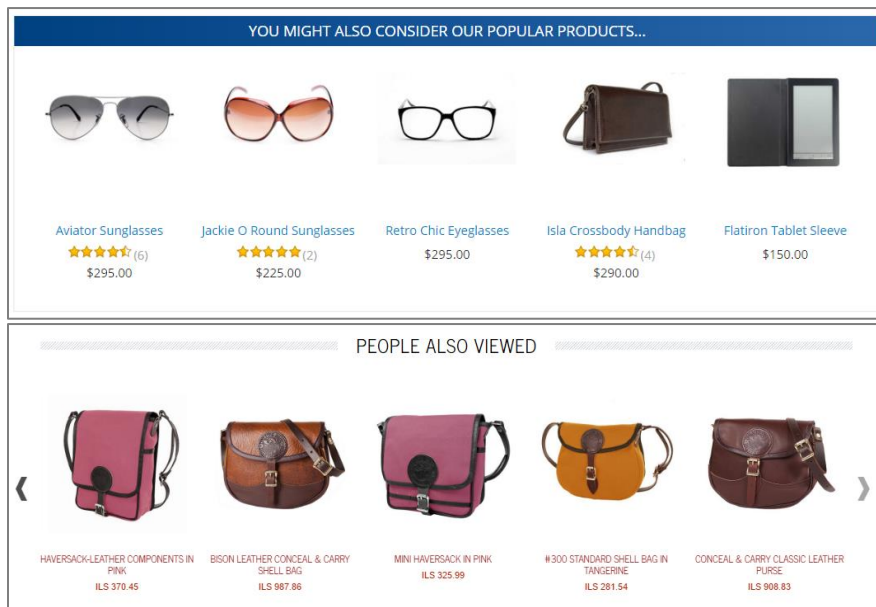 YOU MIGHT ALSO CONSIDER OUR POPULAR PRODUCTS...
Aviator Sunglasses
(6)
$295.00
Jackie O Round Sunglasses
(2)
$225.00
Retro Chic Eyeglasses
$295.00
Isla Crossbody Handbag
(4)
$290.00
Flatiron Tablet Sleeve
$150.00
PEOPLE ALSO VIEWED
HAVERSACK-LEATHER COMPONENTS IN
PINK
ILS 370.45
BISON LEATHER CONCEAL & CARRY
SHELL BAG
ILS 987.86
MINI HAVERSACK IN PINK
ILS 325.99
#300 STANDARD SHELL BAG IN
TANGERINE
ILS 281.54
CONCEAL & CARRY CLASSIC LEATHER
PURSE
ILS 908.83